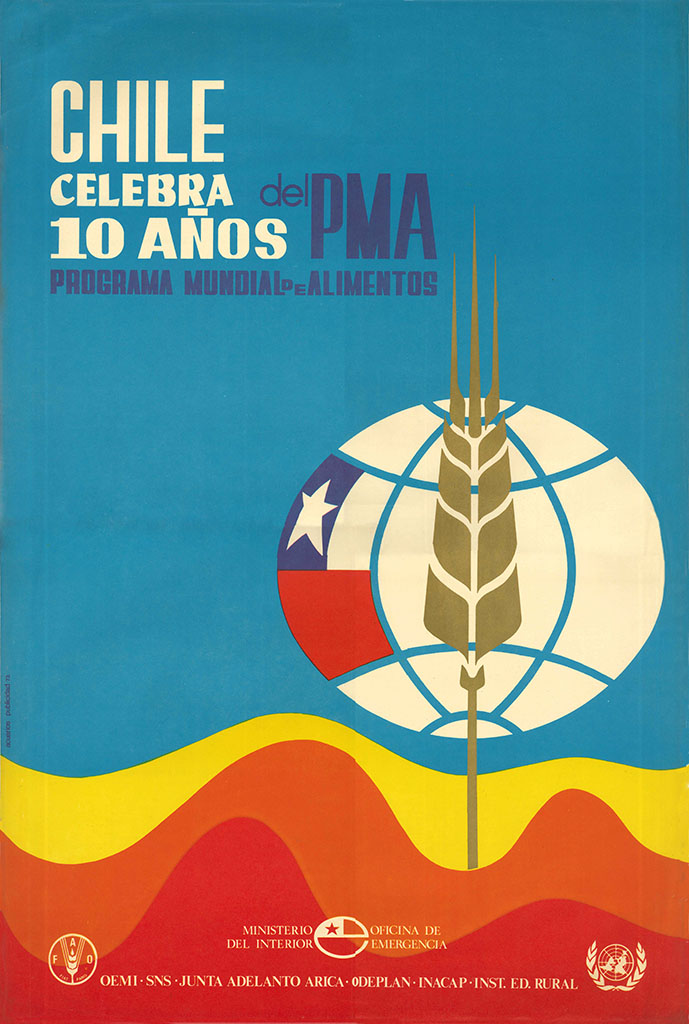 CHILE
CELEBRA
10 AÑOS
del PMA
PROGRAMA MUNDIAL DE ALIMENTOS
MINISTERIO
DEL INTERIOR
OFICINA DE
EMERGENCIA
F A O
OEMI · SNS · JUNTA ADELANTO ARICA · ODEPLAN · INACAP · INST. ED. RURAL